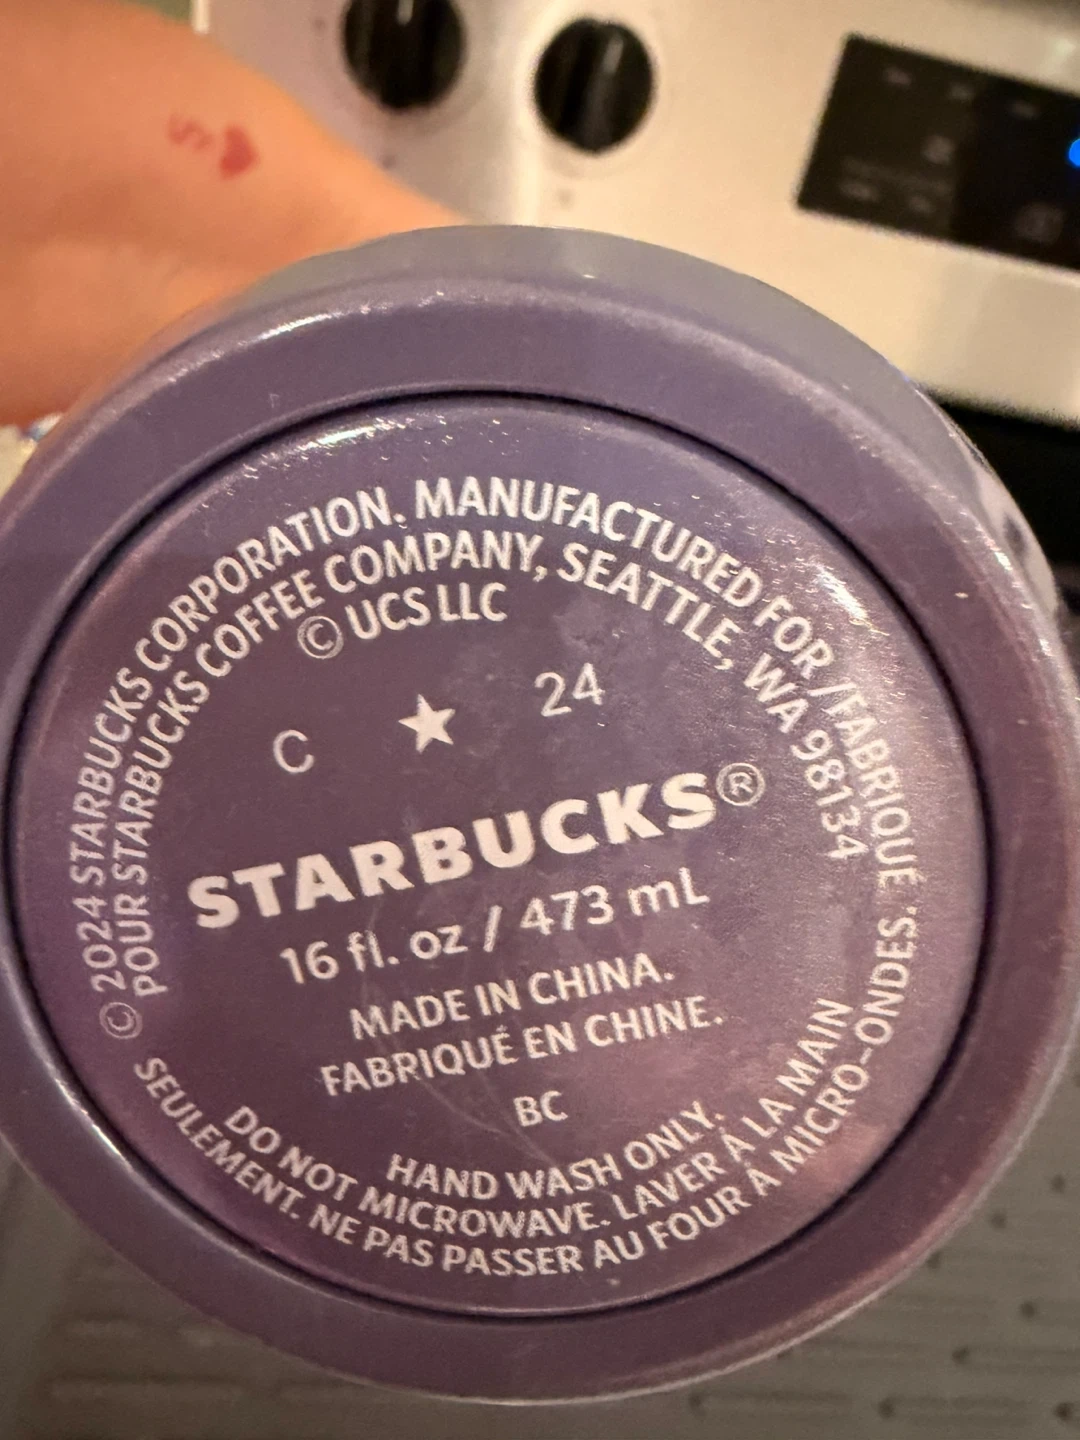 © 2024 STARBUCKS CORPORATION. MANUFACTURED FOR / FABRIQUÉ
POUR STARBUCKS COFFEE COMPANY, SEATTLE, WA 98134
© UCS LLC
C ★ 24
STARBUCKS®
16 fl. oz / 473 mL
MADE IN CHINA.
FABRIQUÉ EN CHINE.
BC
HAND WASH ONLY.
DO NOT MICROWAVE. LAVER À LA MAIN
SEULEMENT. NE PAS PASSER AU FOUR À MICRO-ONDES.